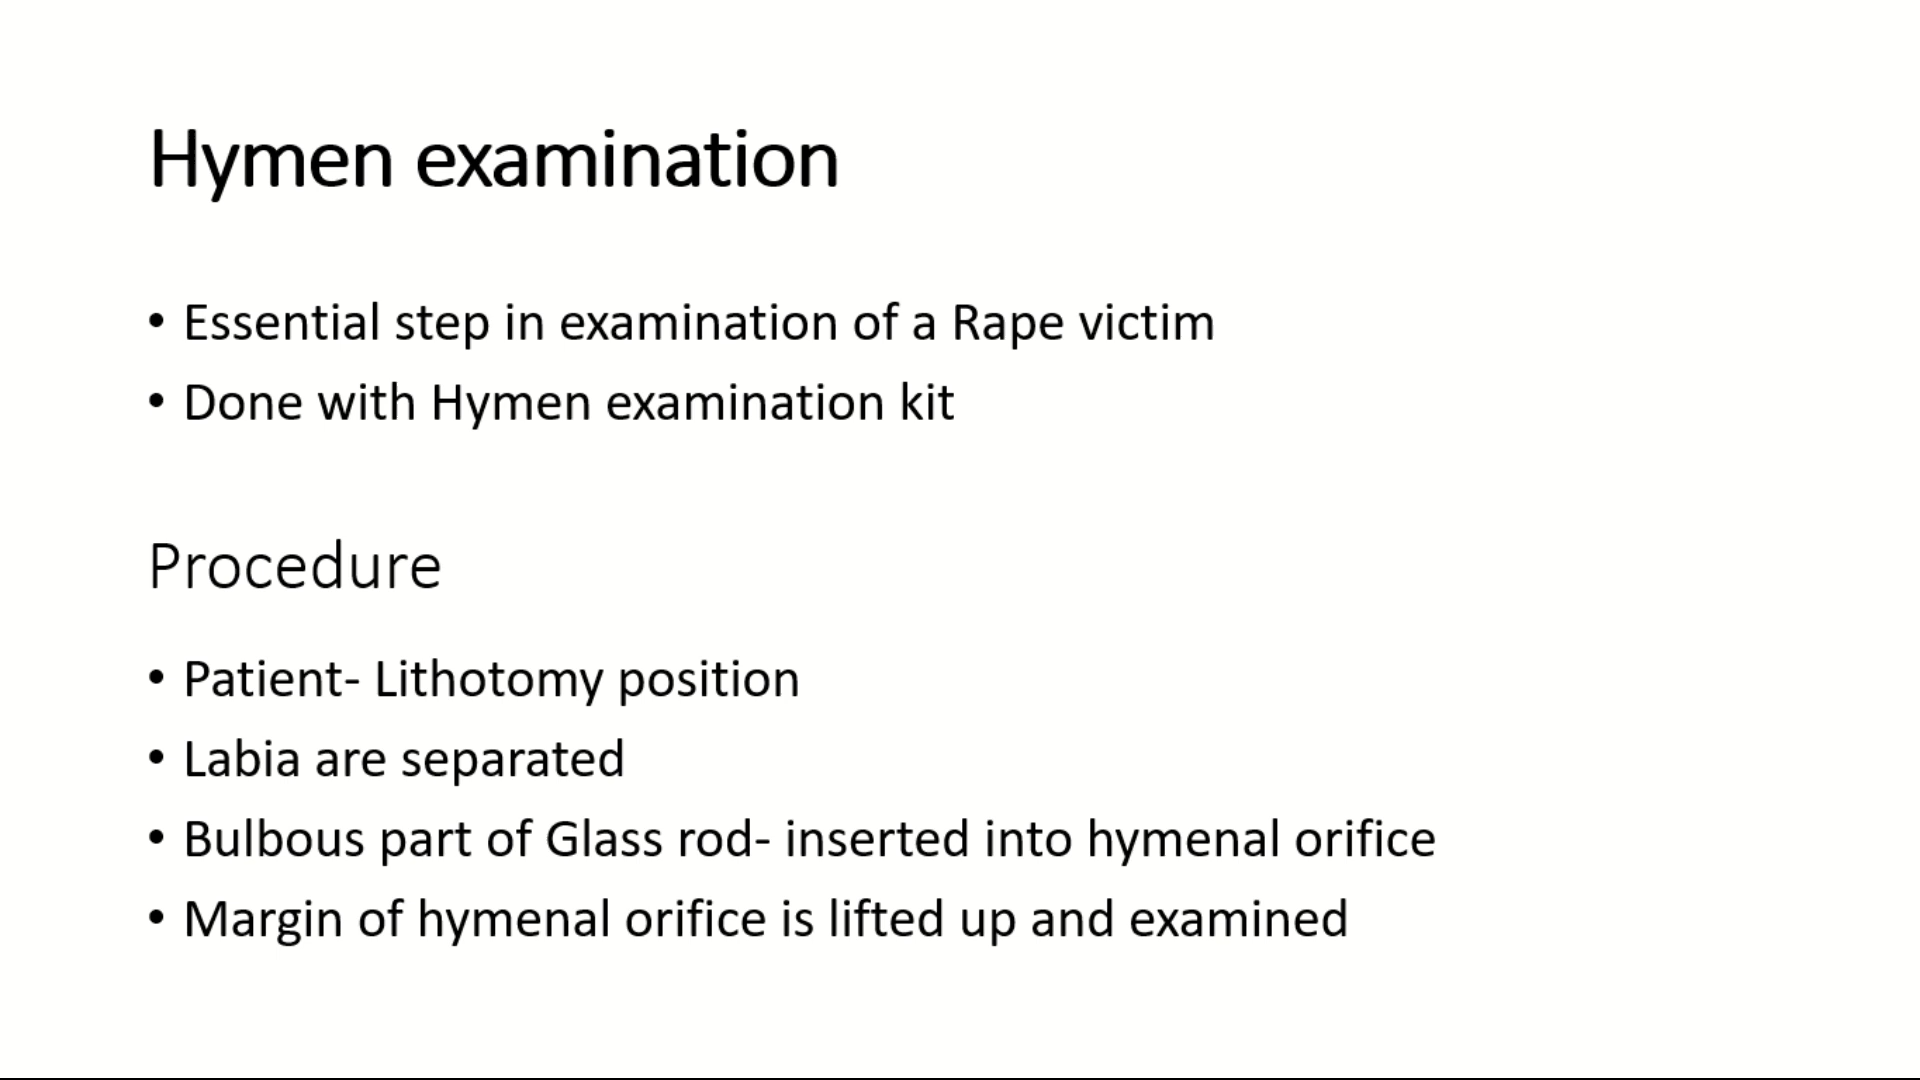 Hymen examination
• Essential step in examination of a Rape victim
• Done with Hymen examination kit
Procedure
• Patient- Lithotomy position
• Labia are separated
• Bulbous part of Glass rod- inserted into hymenal orifice
• Margin of hymenal orifice is lifted up and examined